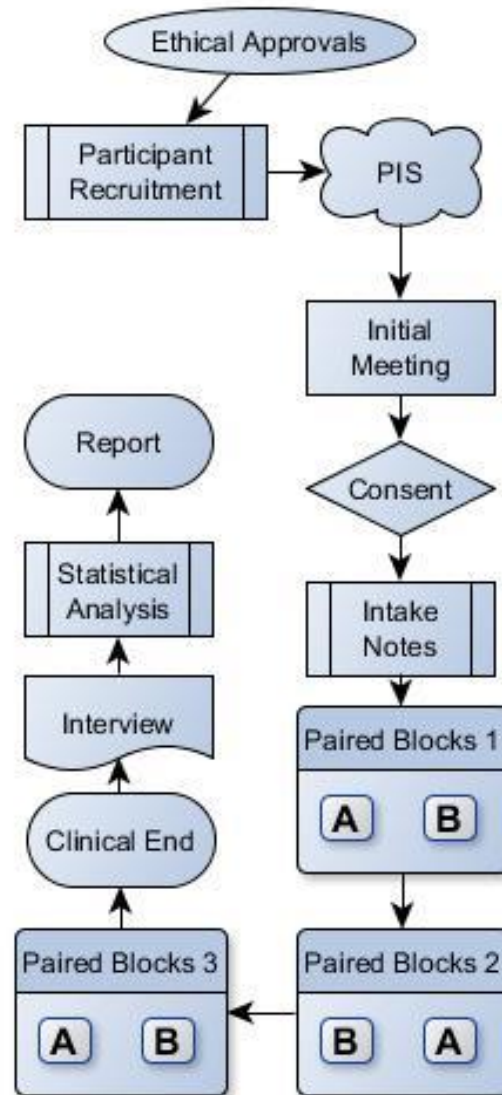 Ethical Approvals
Participant
Recruitment
PIS
Initial
Meeting
Consent
Intake
Notes
Paired Blocks 1
A B
Paired Blocks 2
B A
Paired Blocks 3
A B
Clinical End
Interview
Statistical
Analysis
Report